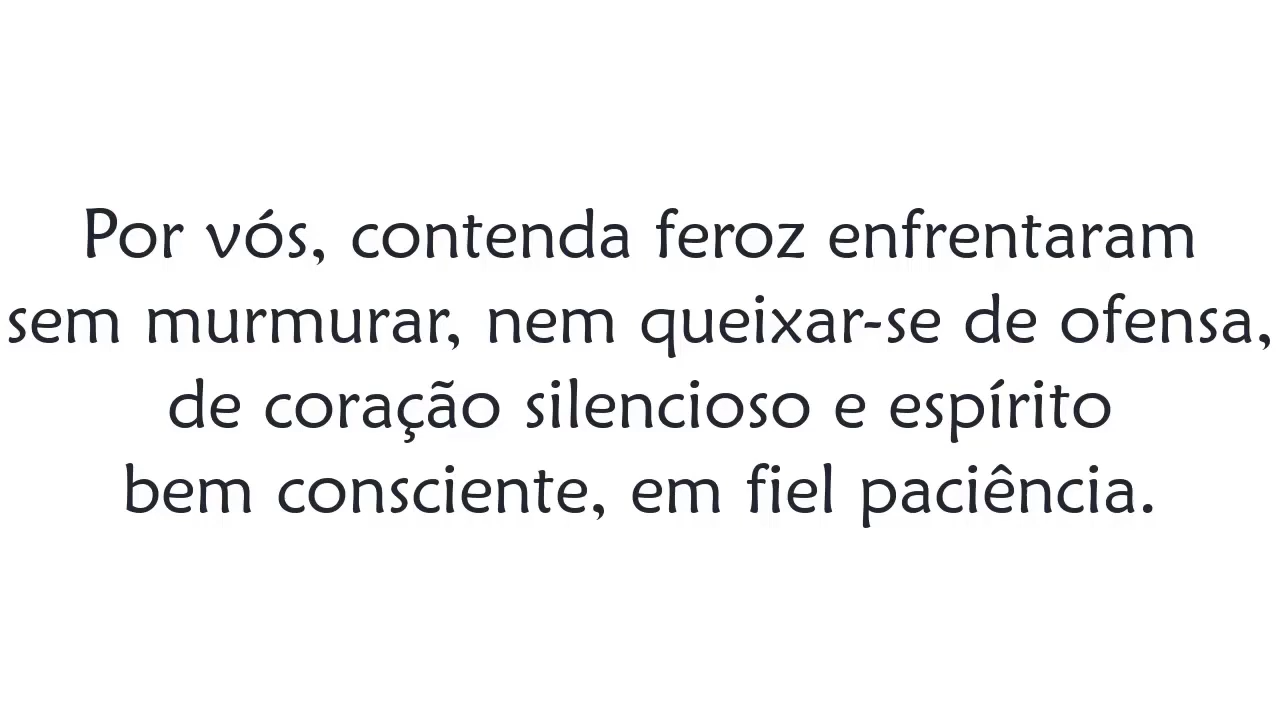 Por vós, contenda feroz enfrentaram
sem murmurar, nem queixar-se de ofensa,
de coração silencioso e espírito
bem consciente, em fiel paciência.